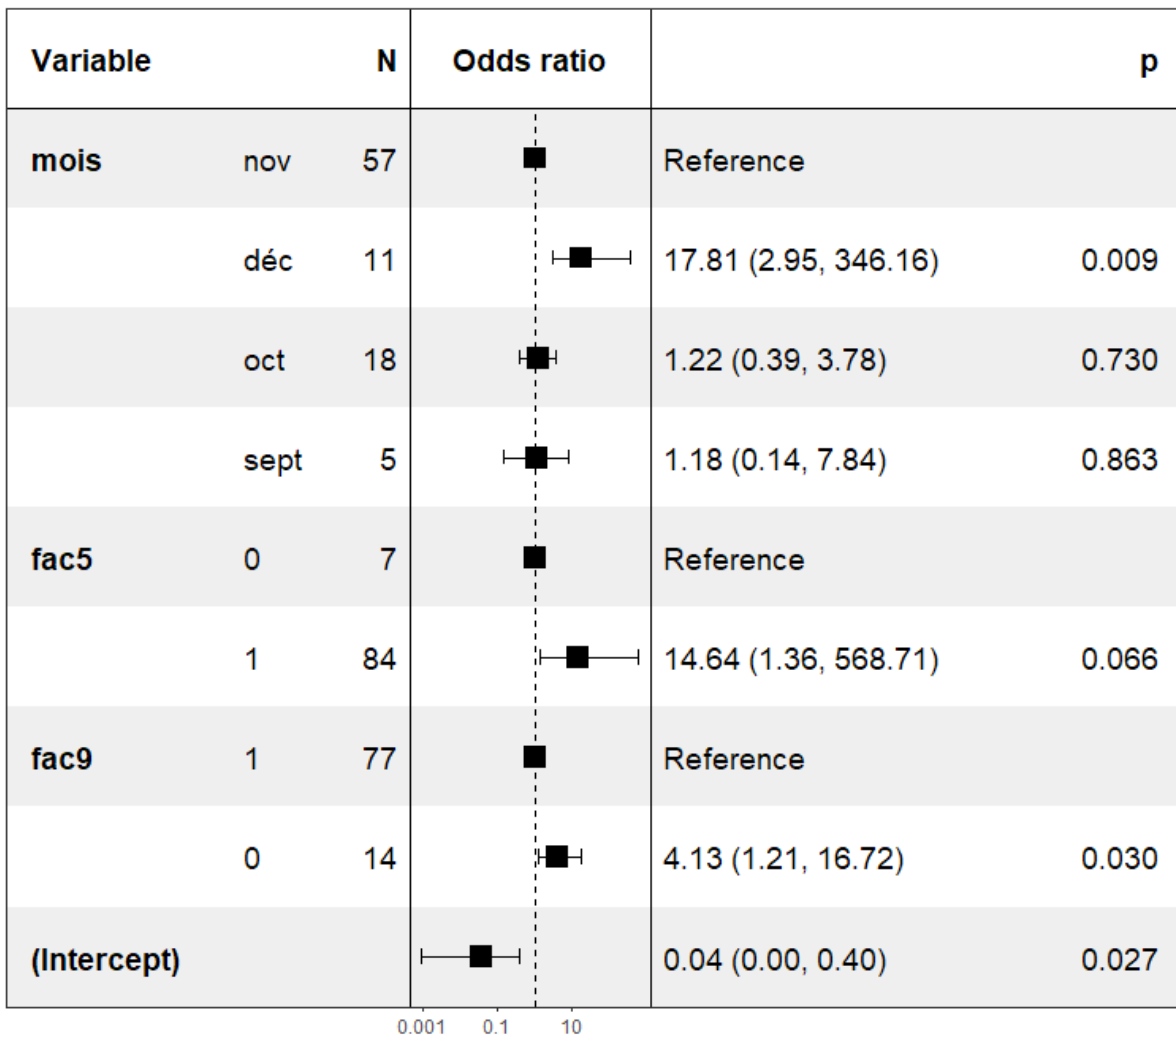 Variable N Odds ratio p
mois nov 57 Reference
déc 11 17.81 (2.95, 346.16) 0.009
oct 18 1.22 (0.39, 3.78) 0.730
sept 5 1.18 (0.14, 7.84) 0.863
fac5 0 7 Reference
1 84 14.64 (1.36, 568.71) 0.066
fac9 1 77 Reference
0 14 4.13 (1.21, 16.72) 0.030
(Intercept) 0.04 (0.00, 0.40) 0.027
0.001 0.1 10